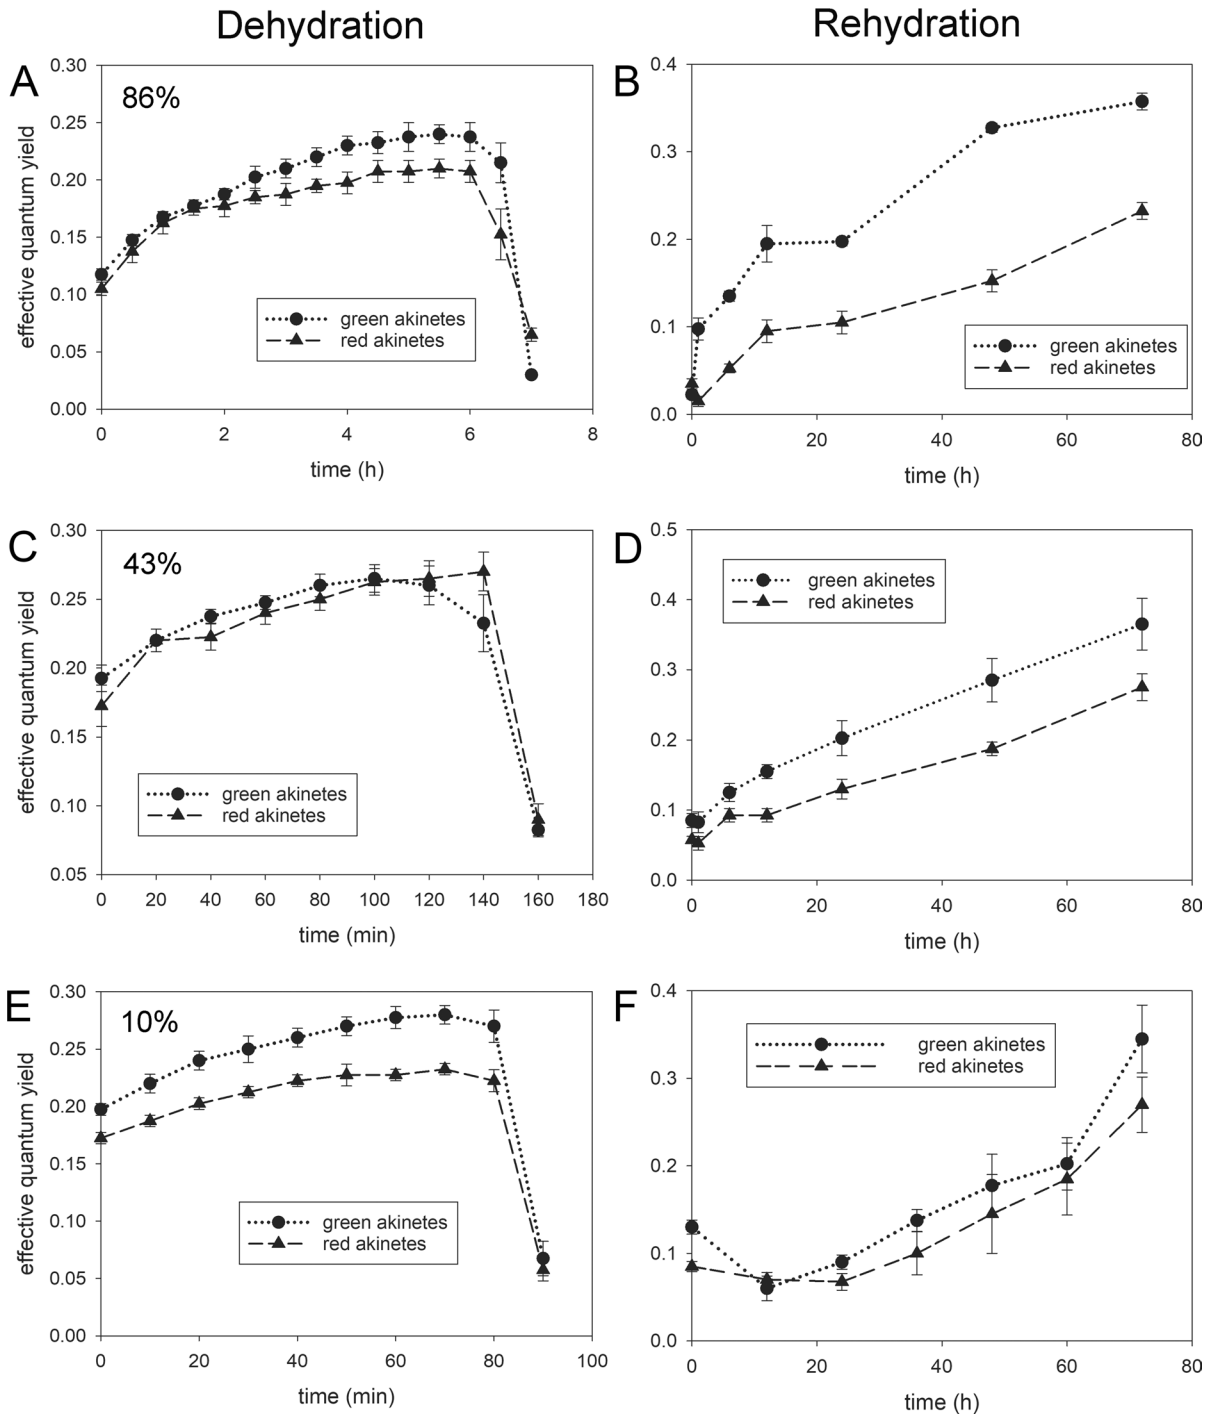 Dehydration
Rehydration
A
86%
effective quantum yield
0.30
0.25
0.20
0.15
0.10
0.05
0.00
green akinetes
red akinetes
0 2 4 6 8
time (h)
B
0.4
0.3
0.2
0.1
0.0
green akinetes
red akinetes
0 20 40 60 80
time (h)
C
43%
effective quantum yield
0.30
0.25
0.20
0.15
0.10
0.05
green akinetes
red akinetes
0 20 40 60 80 100 120 140 160 180
time (min)
D
0.5
0.4
0.3
0.2
0.1
0.0
green akinetes
red akinetes
0 20 40 60 80
time (h)
E
10%
effective quantum yield
0.30
0.25
0.20
0.15
0.10
0.05
0.00
green akinetes
red akinetes
0 20 40 60 80 100
time (min)
F
0.4
0.3
0.2
0.1
0.0
green akinetes
red akinetes
0 20 40 60 80
time (h)